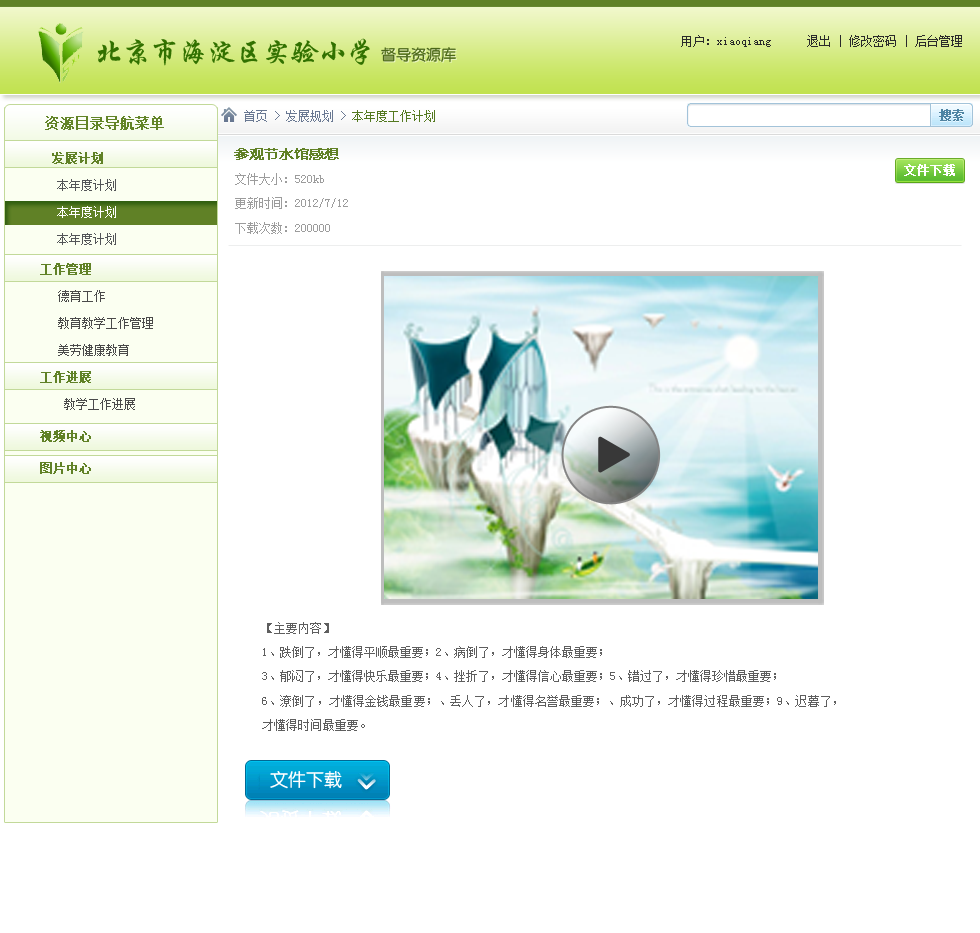 北京市海淀区实验小学 督导资源库
用户: xiaoqiang 退出 | 修改密码 | 后台管理
资源目录导航菜单
首页 > 发展规划 > 本年度工作计划
搜索
发展计划
本年度计划
本年度计划
本年度计划
工作管理
德育工作
教育教学工作管理
美劳健康教育
工作进展
教学工作进展
视频中心
图片中心
参观节水馆感想
文件大小: 520kb
更新时间: 2012/7/12
下载次数: 200000
文件下载
【主要内容】
1、跌倒了, 才懂得平顺最重要; 2、病倒了, 才懂得身体最重要;
3、郁闷了, 才懂得快乐最重要; 4、挫折了, 才懂得信心最重要; 5、错过了, 才懂得珍惜最重要;
6、潦倒了, 才懂得金钱最重要; 、丢人了, 才懂得名誉最重要; 、成功了, 才懂得过程最重要; 9、迟暮了,
才懂得时间最重要。
文件下载